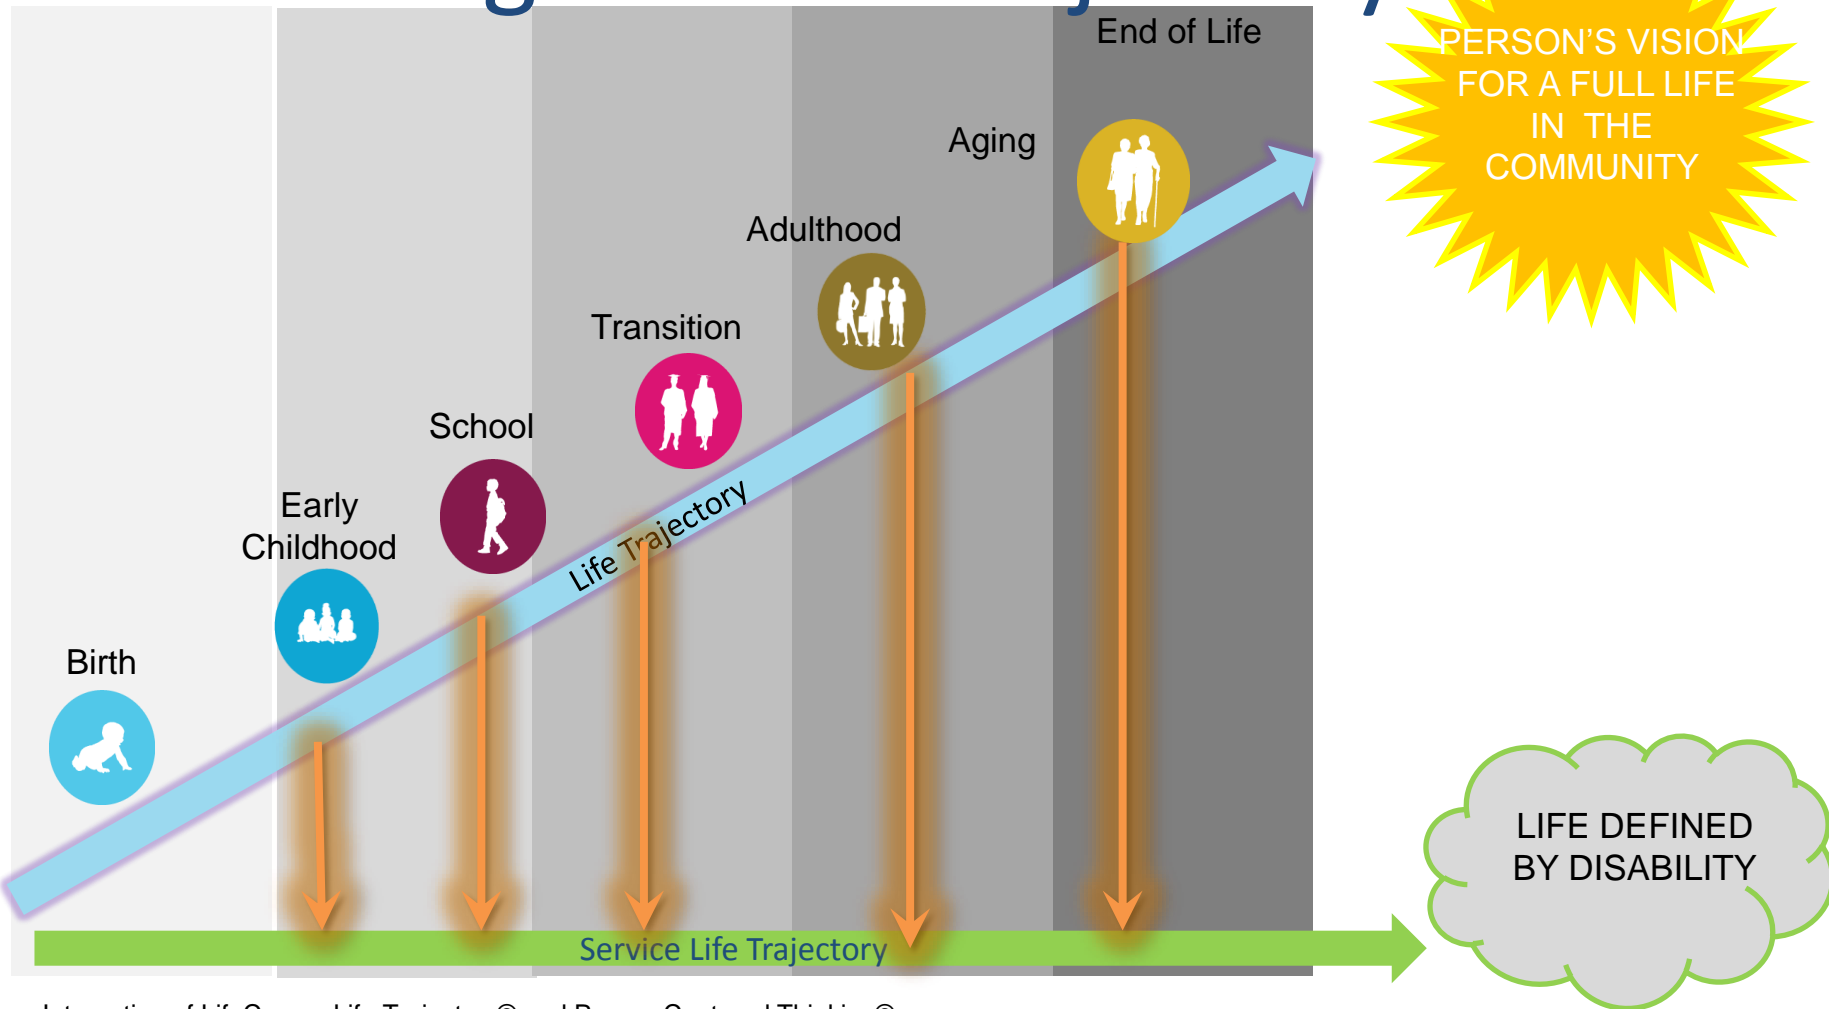 End of Life
PERSON'S VISION
FOR A FULL LIFE
IN THE
COMMUNITY
Aging
Adulthood
Transition
School
Early
Childhood
Birth
Life Trajectory
LIFE DEFINED
BY DISABILITY
Service Life Trajectory